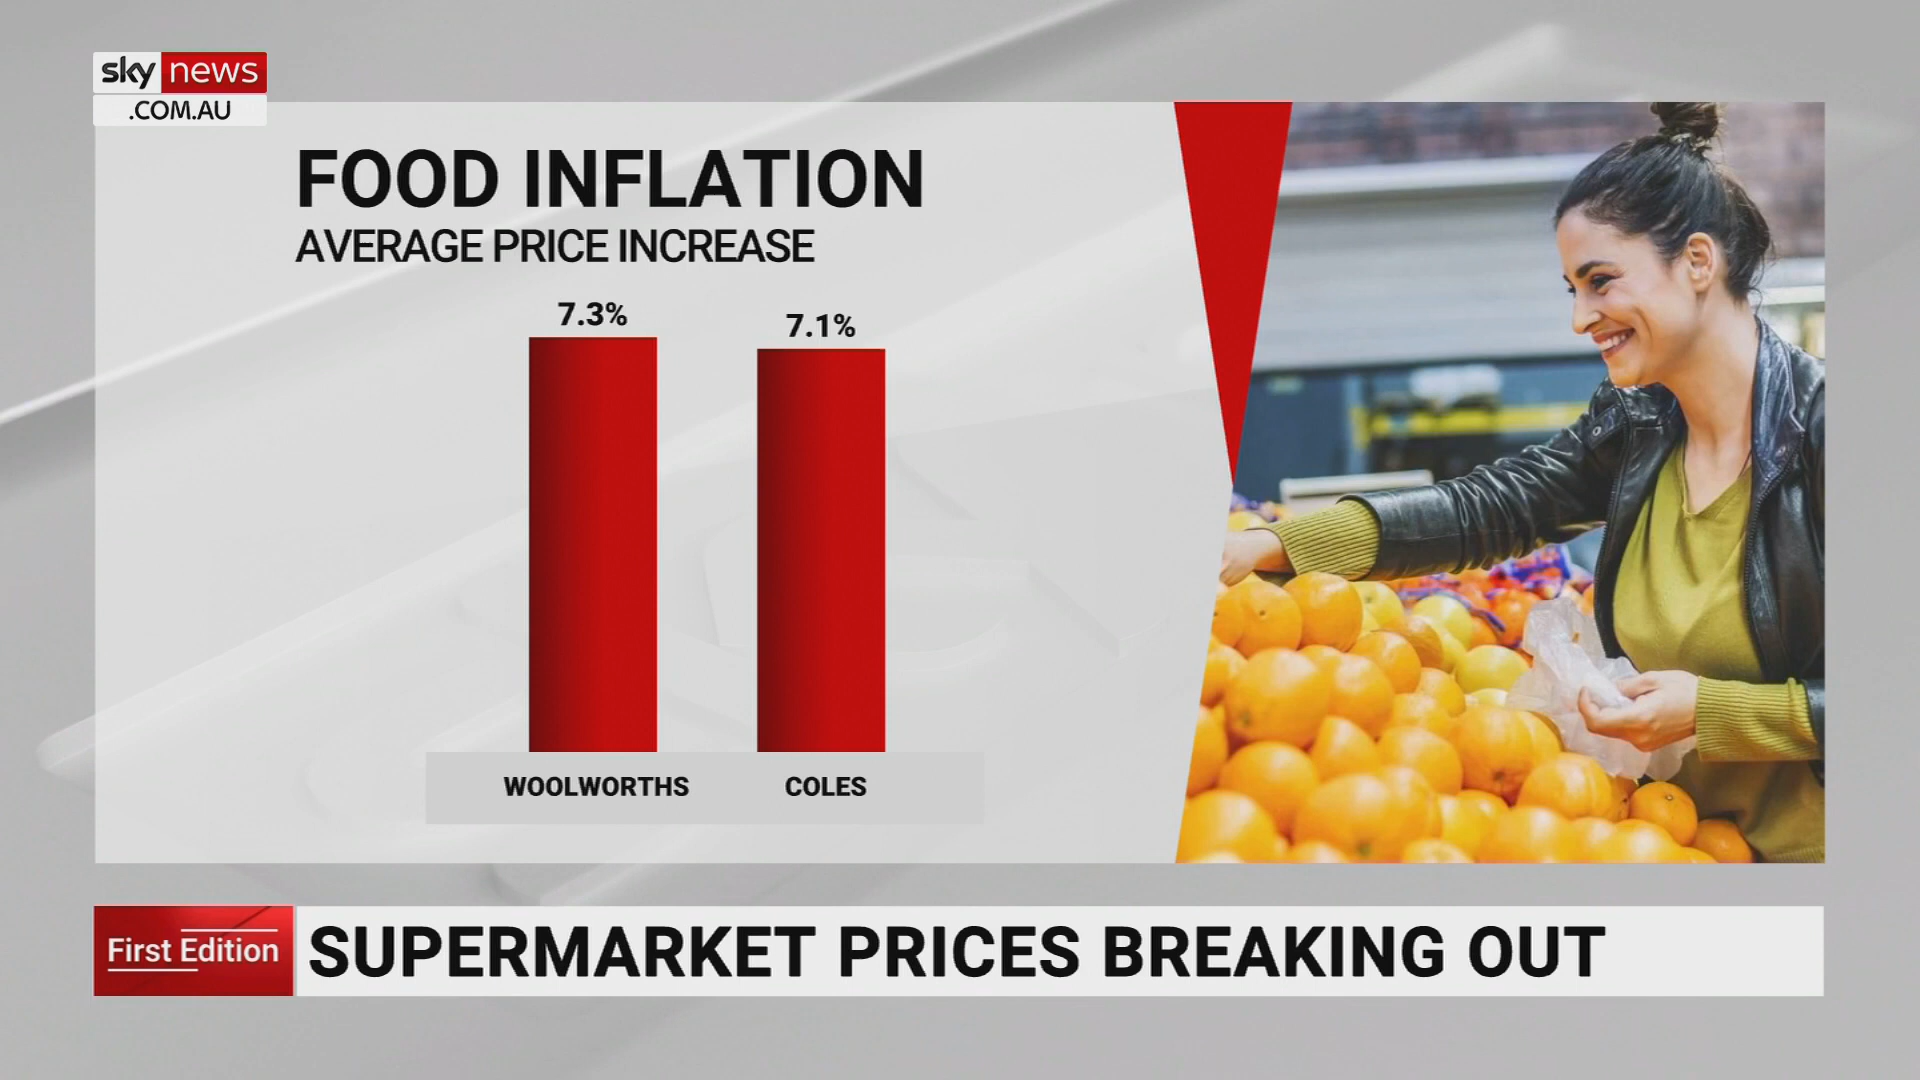 sky news
.COM.AU
FOOD INFLATION
AVERAGE PRICE INCREASE
7.3%
7.1%
WOOLWORTHS
COLES
First Edition
SUPERMARKET PRICES BREAKING OUT